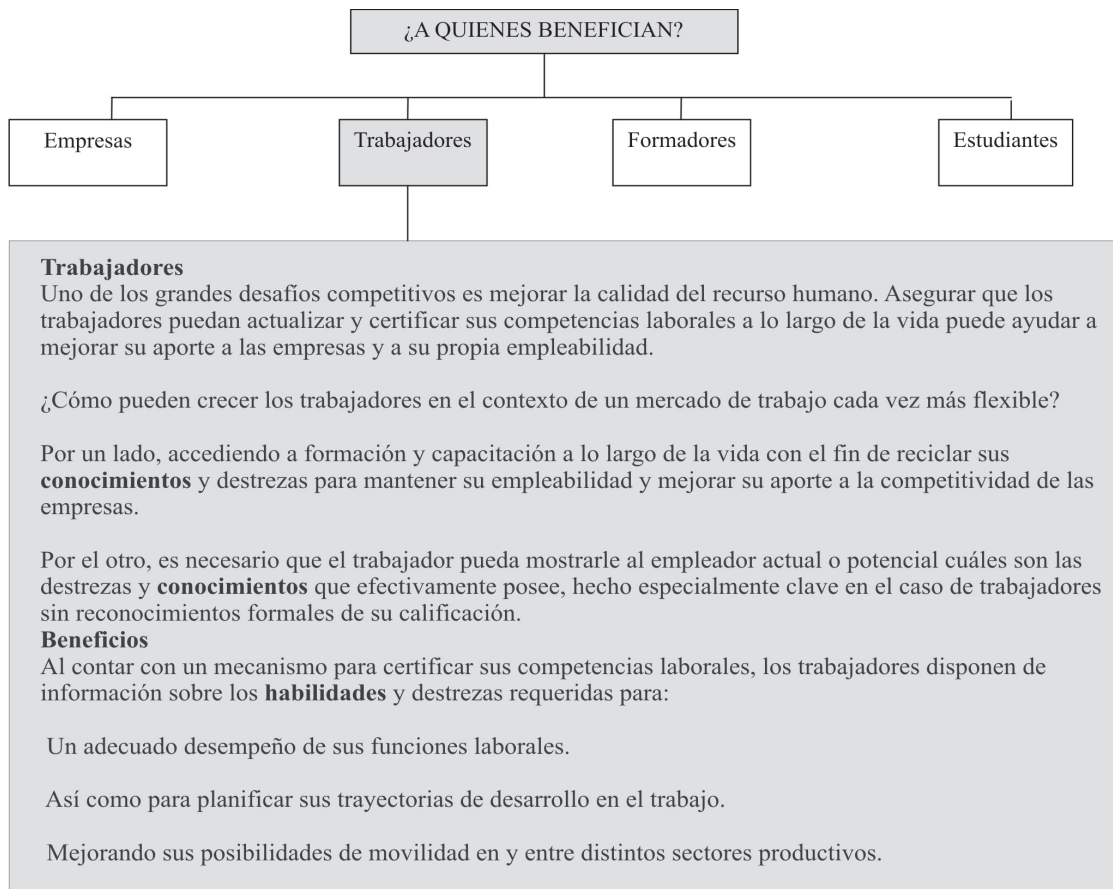 ¿A QUIENES BENEFICIAN?
Empresas
Trabajadores
Formadores
Estudiantes
Trabajadores
Uno de los grandes desafíos competitivos es mejorar la calidad del recurso humano. Asegurar que los
trabajadores puedan actualizar y certificar sus competencias laborales a lo largo de la vida puede ayudar a
mejorar su aporte a las empresas y a su propia empleabilidad.
¿Cómo pueden crecer los trabajadores en el contexto de un mercado de trabajo cada vez más flexible?
Por un lado, accediendo a formación y capacitación a lo largo de la vida con el fin de reciclar sus
conocimientos y destrezas para mantener su empleabilidad y mejorar su aporte a la competitividad de las
empresas.
Por el otro, es necesario que el trabajador pueda mostrarle al empleador actual o potencial cuáles son las
destrezas y conocimientos que efectivamente posee, hecho especialmente clave en el caso de trabajadores
sin reconocimientos formales de su calificación.
Beneficios
Al contar con un mecanismo para certificar sus competencias laborales, los trabajadores disponen de
información sobre los habilidades y destrezas requeridas para:
Un adecuado desempeño de sus funciones laborales.
Así como para planificar sus trayectorias de desarrollo en el trabajo.
Mejorando sus posibilidades de movilidad en y entre distintos sectores productivos.